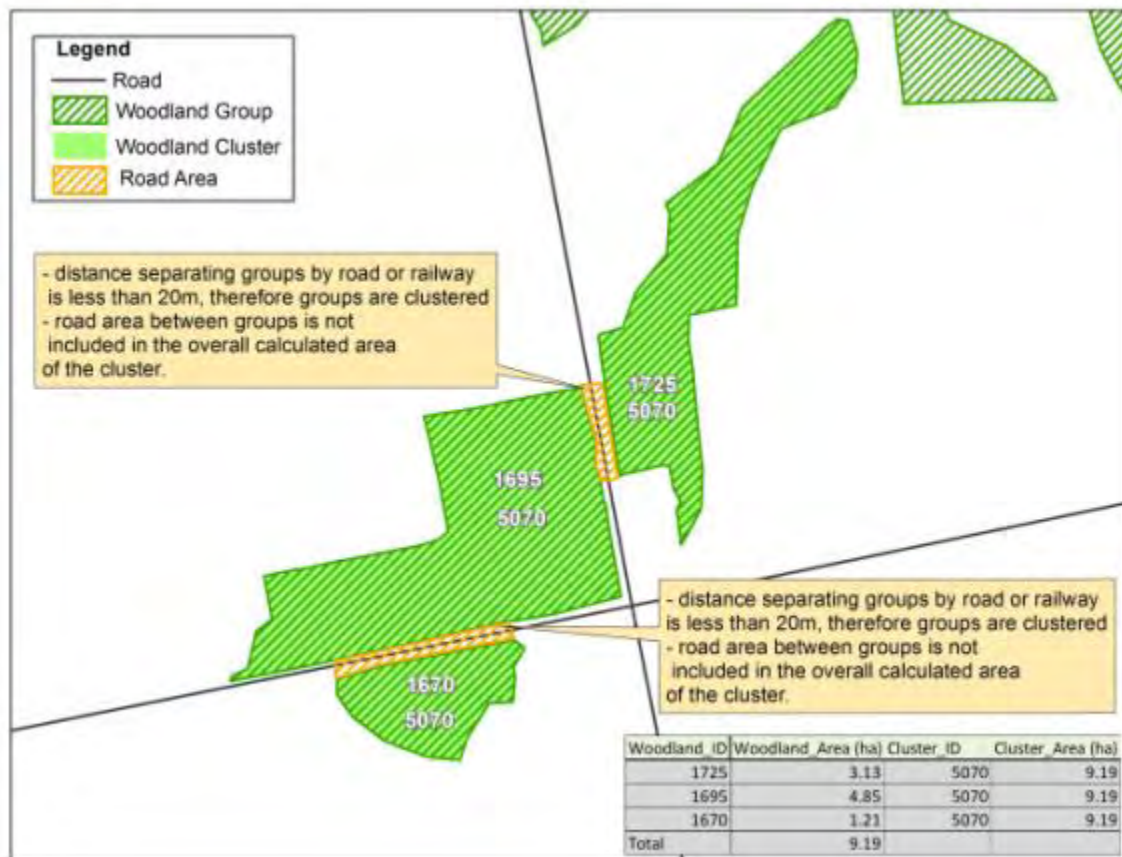 Legend
Road
Woodland Group
Woodland Cluster
Road Area
- distance separating groups by road or railway
is less than 20m, therefore groups are clustered
- road area between groups is not
included in the overall calculated area
of the cluster.
1725
5070
1695
5070
- distance separating groups by road or railway
is less than 20m, therefore groups are clustered
- road area between groups is not
included in the overall calculated area
of the cluster.
1670
5070
Woodland_ID Woodland_Area (ha) Cluster_ID Cluster_Area (ha)
1725 3.13 5070 9.19
1695 4.85 5070 9.19
1670 1.21 5070 9.19
Total 9.19